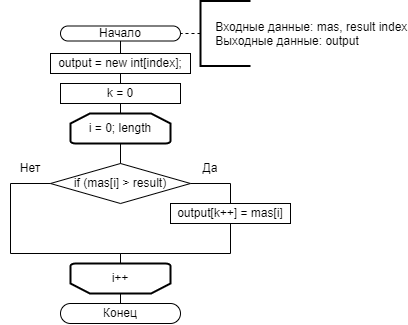 Начало
Входные данные: mas, result index
Выходные данные: output
output = new int[index];
k = 0
i = 0; length
Нет
Да
if (mas[i] > result)
output[k++] = mas[i]
i++
Конец